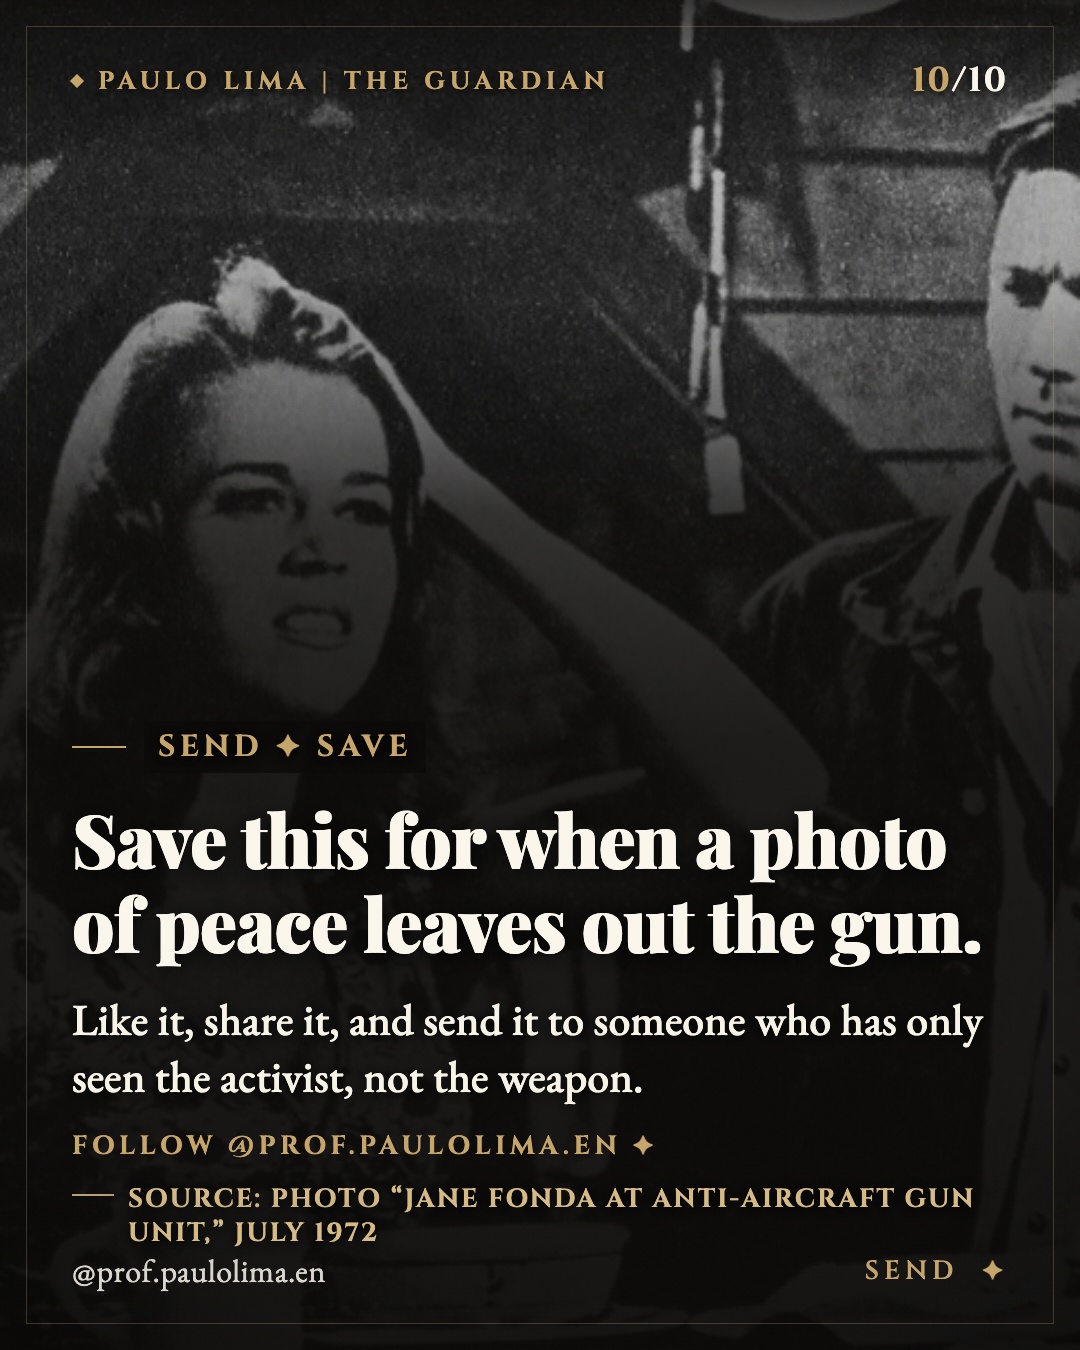 ◆ PAULO LIMA | THE GUARDIAN
10/10
SEND ✦ SAVE
Save this for when a photo
of peace leaves out the gun.
Like it, share it, and send it to someone who has only
seen the activist, not the weapon.
FOLLOW @PROF.PAULOLIMA.EN ✦
SOURCE: PHOTO “JANE FONDA AT ANTI-AIRCRAFT GUN
UNIT,” JULY 1972
@prof.paulolima.en
SEND ✦